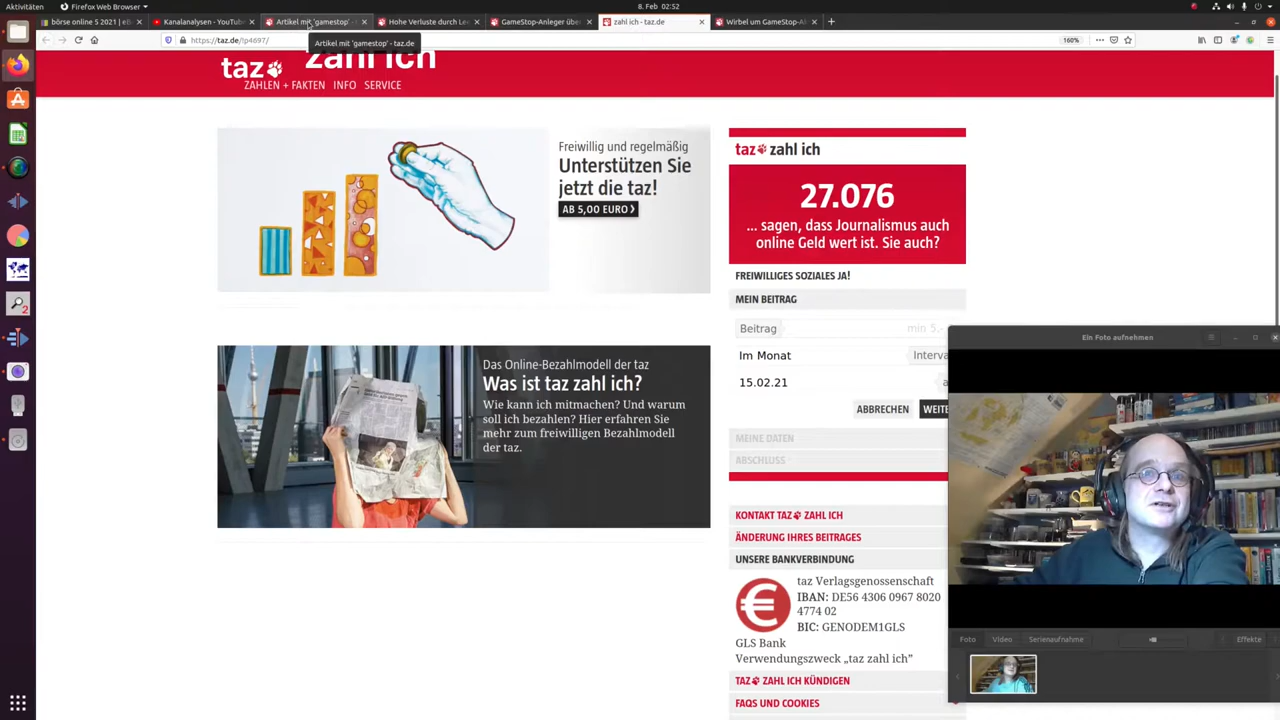 Aktivitäten
Firefox Web Browser
8. Feb 02:52
börse online 5 2021 | eB
Kanalanalysen - YouTube
Artikel mit 'gamestop' -
Hohe Verluste durch Lee
GameStop-Anleger über
zahl ich - taz.de
Wirbel um GameStop-A
https://taz.de/!p4697/
160%
Artikel mit 'gamestop' - taz.de
taz zahl ich
ZAHLEN + FAKTEN INFO SERVICE
Freiwillig und regelmäßig
Unterstützen Sie
jetzt die taz!
AB 5,00 EURO
Das Online-Bezahlmodell der taz
Was ist taz zahl ich?
Wie kann ich mitmachen? Und warum
soll ich bezahlen? Hier erfahren Sie
mehr zum freiwilligen Bezahlmodell
der taz.
taz zahl ich
27.076
... sagen, dass Journalismus auch
online Geld wert ist. Sie auch?
FREIWILLIGES SOZIALES JA!
MEIN BEITRAG
Beitrag min 5,-
Im Monat Interva
15.02.21 a
ABBRECHEN WEITE
MEINE DATEN
ABSCHLUSS
KONTAKT TAZ ZAHL ICH
ÄNDERUNG IHRES BEITRAGES
UNSERE BANKVERBINDUNG
taz Verlagsgenossenschaft
IBAN: DE56 4306 0967 8020
4774 02
BIC: GENODEM1GLS
GLS Bank
Verwendungszweck „taz zahl ich“
TAZ ZAHL ICH KÜNDIGEN
FAQS UND COOKIES
Ein Foto aufnehmen
Foto Video Serienaufnahme Effekte